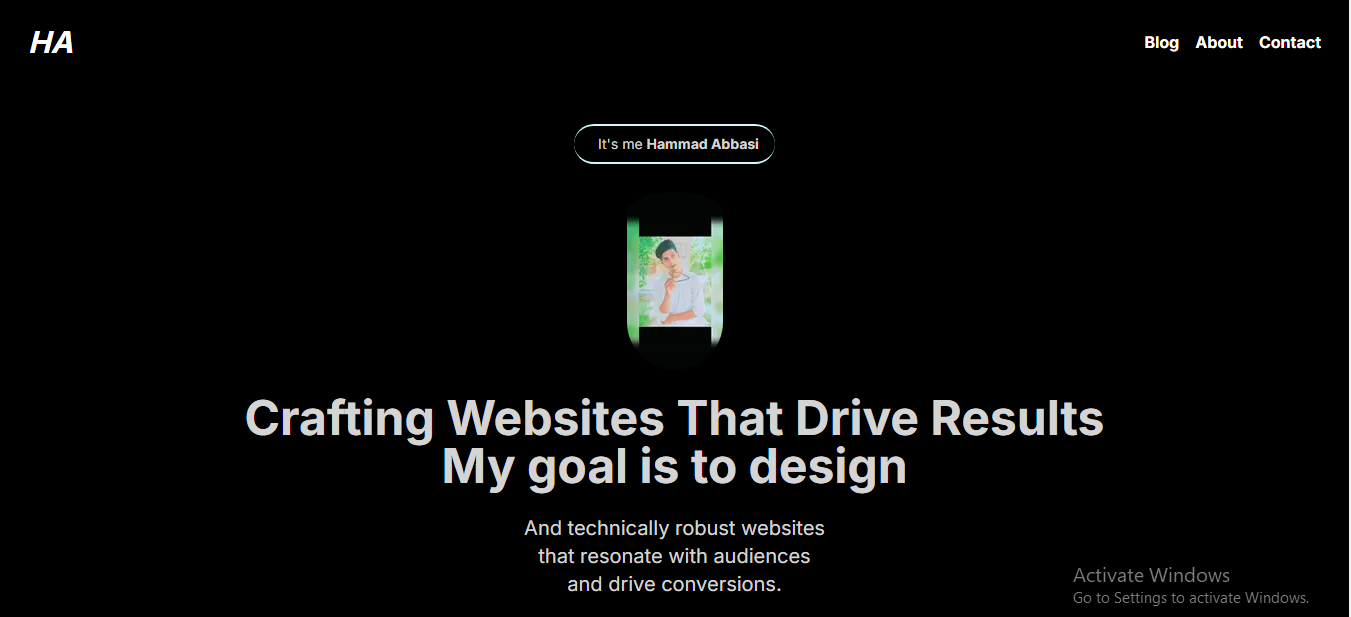 HA
Blog About Contact
It's me Hammad Abbasi
Crafting Websites That Drive Results
My goal is to design
And technically robust websites
that resonate with audiences
and drive conversions.
Activate Windows
Go to Settings to activate Windows.